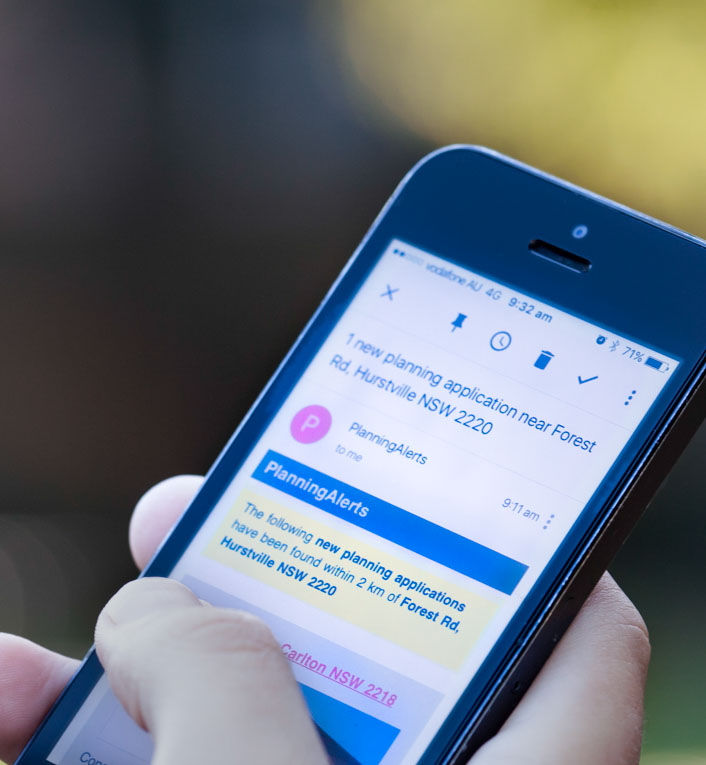 vodafone AU 4G 9:32 am 71%
1 new planning application near Forest
Rd, Hurstville NSW 2220
P
PlanningAlerts
to me
9:11 am
PlanningAlerts
The following new planning applications
have been found within 2 km of Forest Rd,
Hurstville NSW 2220
Carlton NSW 2218